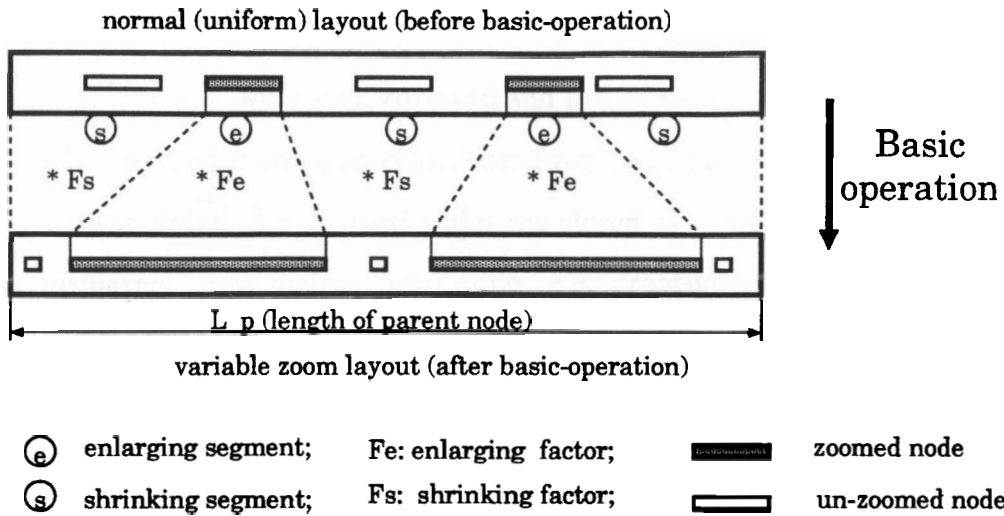 normal (uniform) layout (before basic-operation)
s e s e s
* Fs * Fe * Fs * Fe
Basic
operation
L p (length of parent node)
variable zoom layout (after basic-operation)
e enlarging segment; Fe: enlarging factor; zoomed node
s shrinking segment; Fs: shrinking factor; un-zoomed node